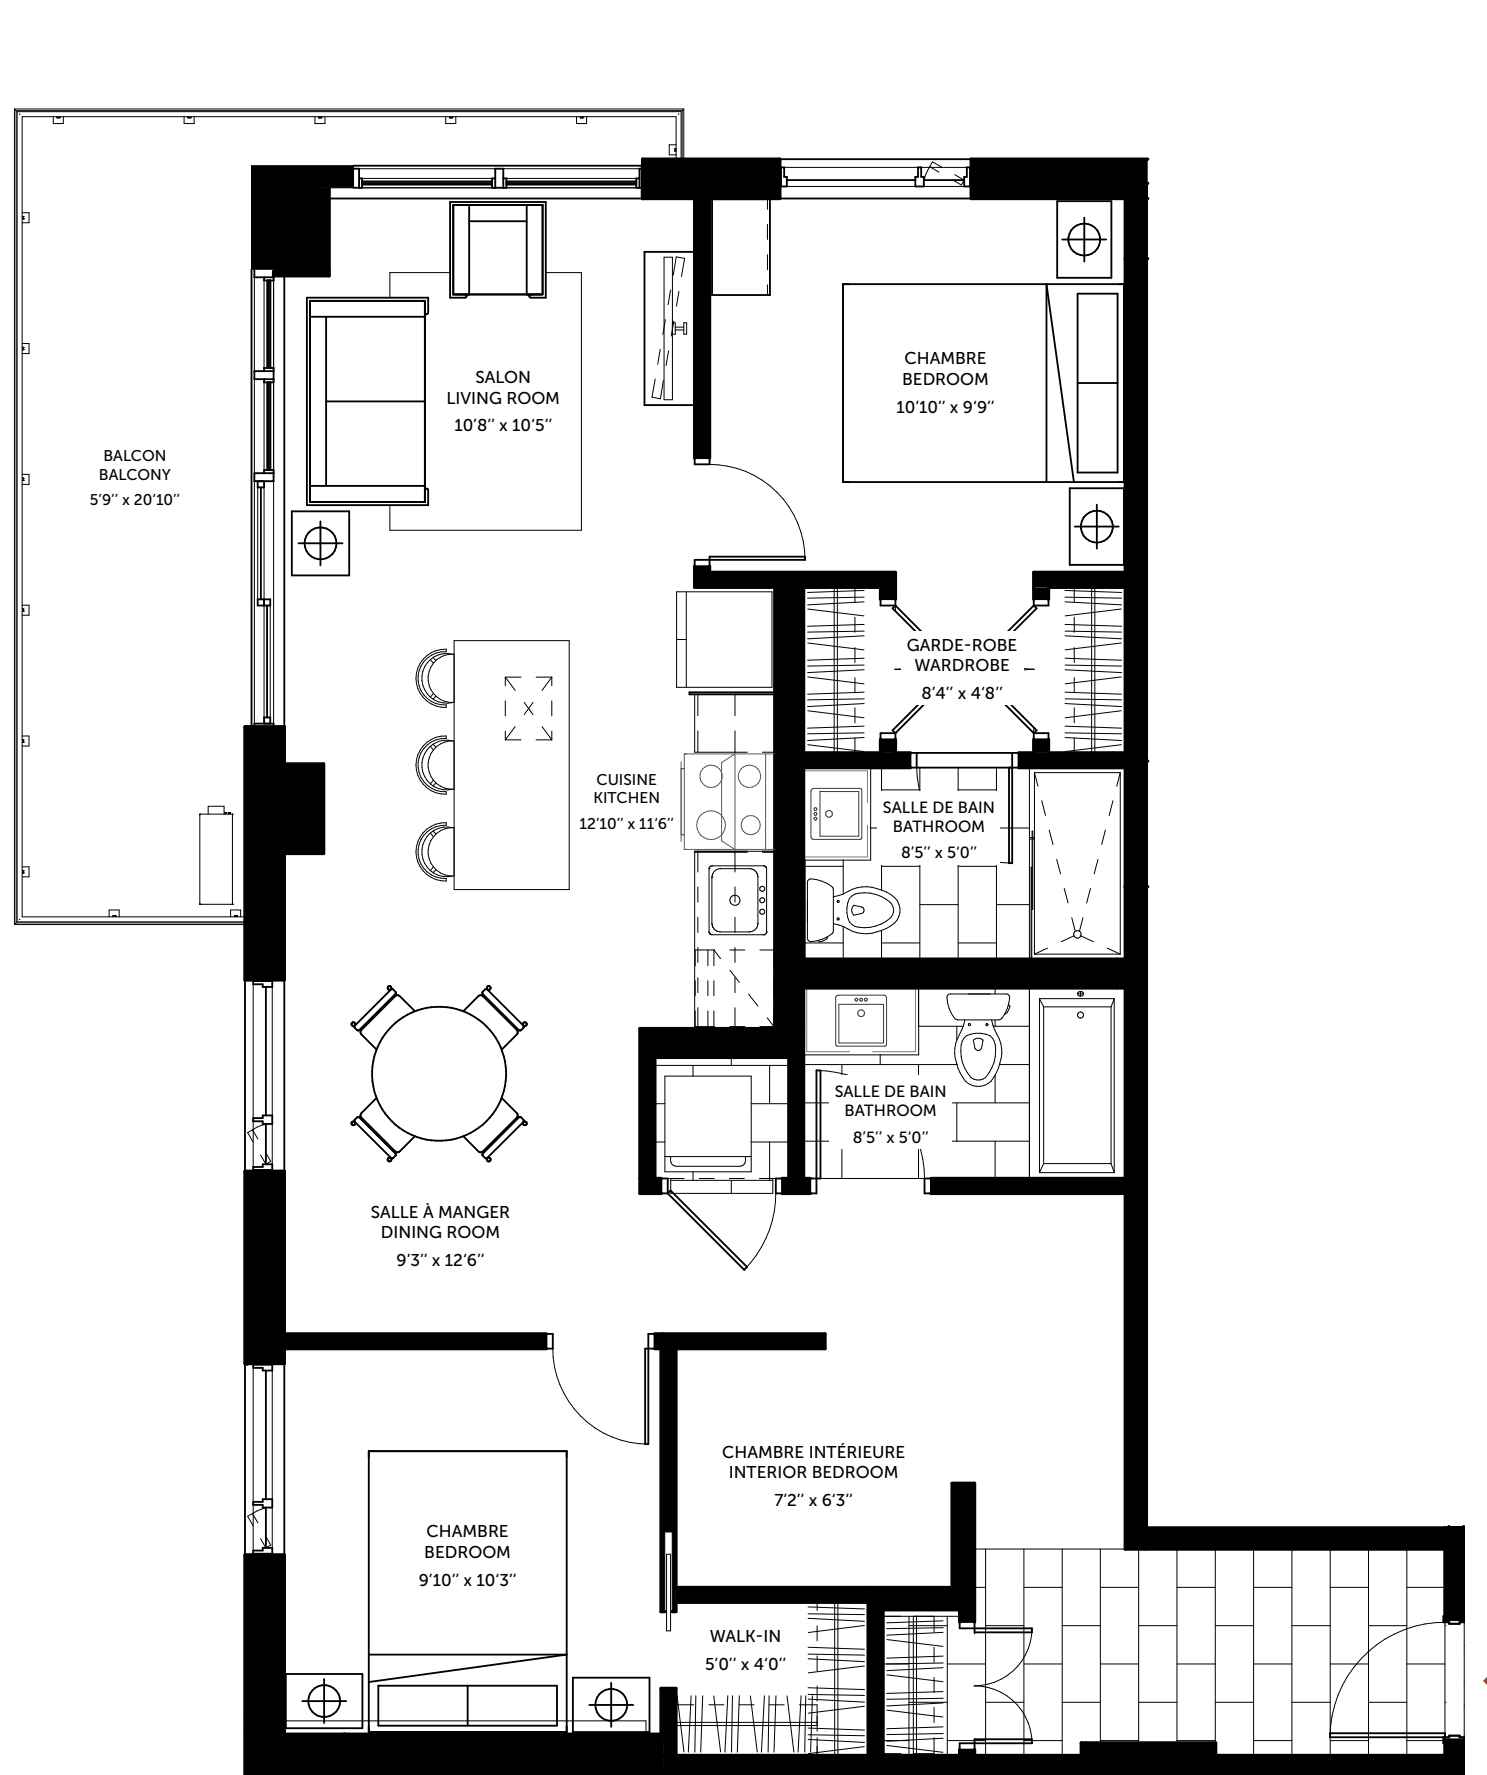 CHAMBRE
BEDROOM
10'10'' x 9'9''
SALON
LIVING ROOM
10'8'' x 10'5''
BALCON
BALCONY
5'9'' x 20'10''
GARDE-ROBE
WARDROBE
8'4'' x 4'8''
CUISINE
KITCHEN
12'10'' x 11'6''
SALLE DE BAIN
BATHROOM
8'5'' x 5'0''
SALLE DE BAIN
BATHROOM
8'5'' x 5'0''
SALLE À MANGER
DINING ROOM
9'3'' x 12'6''
CHAMBRE INTÉRIEURE
INTERIOR BEDROOM
7'2'' x 6'3''
CHAMBRE
BEDROOM
9'10'' x 10'3''
WALK-IN
5'0'' x 4'0''